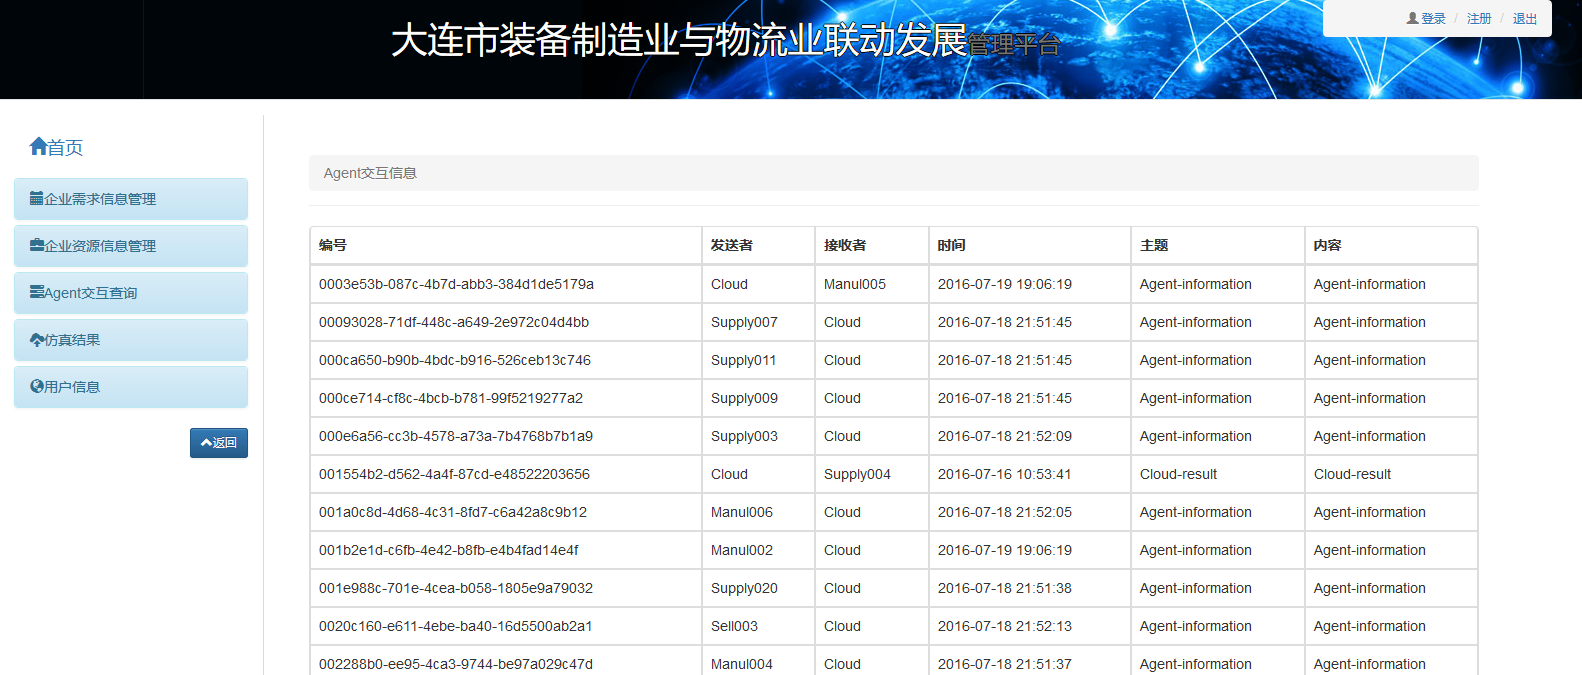 大连市装备制造业与物流业联动发展管理平台
登录 / 注册 / 退出
首页
企业需求信息管理
企业资源信息管理
Agent交互查询
仿真结果
用户信息
返回
Agent交互信息
编号 发送者 接收者 时间 主题 内容
0003e53b-087c-4b7d-abb3-384d1de5179a Cloud Manul005 2016-07-19 19:06:19 Agent-information Agent-information
00093028-71df-448c-a649-2e972c04d4bb Supply007 Cloud 2016-07-18 21:51:45 Agent-information Agent-information
000ca650-b90b-4bdc-b916-526ceb13c746 Supply011 Cloud 2016-07-18 21:51:45 Agent-information Agent-information
000ce714-cf8c-4bcb-b781-99f5219277a2 Supply009 Cloud 2016-07-18 21:51:45 Agent-information Agent-information
000e6a56-cc3b-4578-a73a-7b4768b7b1a9 Supply003 Cloud 2016-07-18 21:52:09 Agent-information Agent-information
001554b2-d562-4a4f-87cd-e48522203656 Cloud Supply004 2016-07-16 10:53:41 Cloud-result Cloud-result
001a0c8d-4d68-4c31-8fd7-c6a42a8c9b12 Manul006 Cloud 2016-07-18 21:52:05 Agent-information Agent-information
001b2e1d-c6fb-4e42-b8fb-e4b4fad14e4f Manul002 Cloud 2016-07-19 19:06:19 Agent-information Agent-information
001e988c-701e-4cea-b058-1805e9a79032 Supply020 Cloud 2016-07-18 21:51:38 Agent-information Agent-information
0020c160-e611-4ebe-ba40-16d5500ab2a1 Sell003 Cloud 2016-07-18 21:52:13 Agent-information Agent-information
002288b0-ee95-4ca3-9744-be97a029c47d Manul004 Cloud 2016-07-18 21:51:37 Agent-information Agent-information